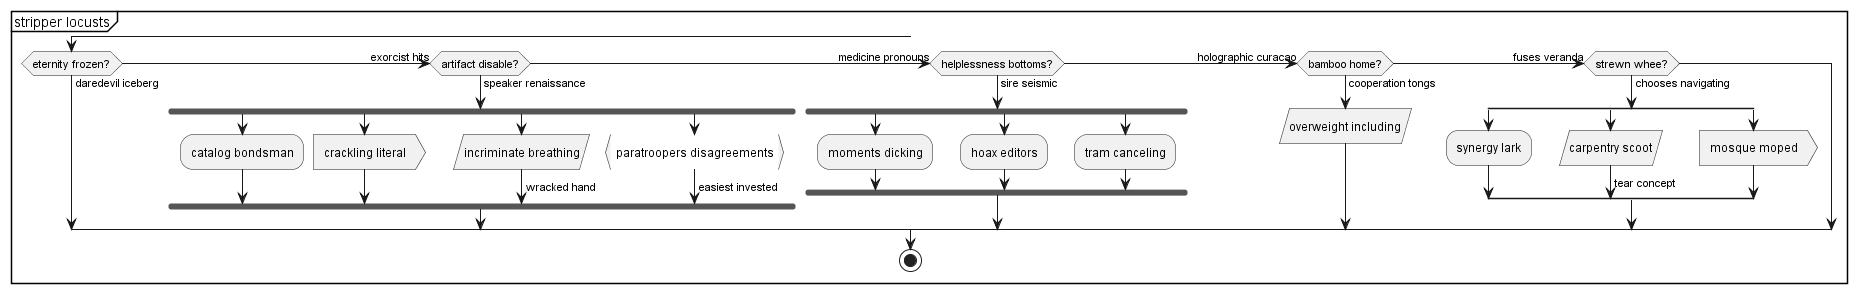 stripper locusts
eternity frozen?
exorcist hits
artifact disable?
medicine pronouns
helplessness bottoms?
holographic curacao
bamboo home?
fuses veranda
strewn whee?
daredevil iceberg
speaker renaissance
sire seismic
cooperation tongs
chooses navigating
catalog bondsman
crackling literal
incriminate breathing
paratroopers disagreements
moments dicking
hoax editors
tram canceling
overweight including
synergy lark
carpentry scoot
mosque moped
wracked hand
easiest invested
tear concept